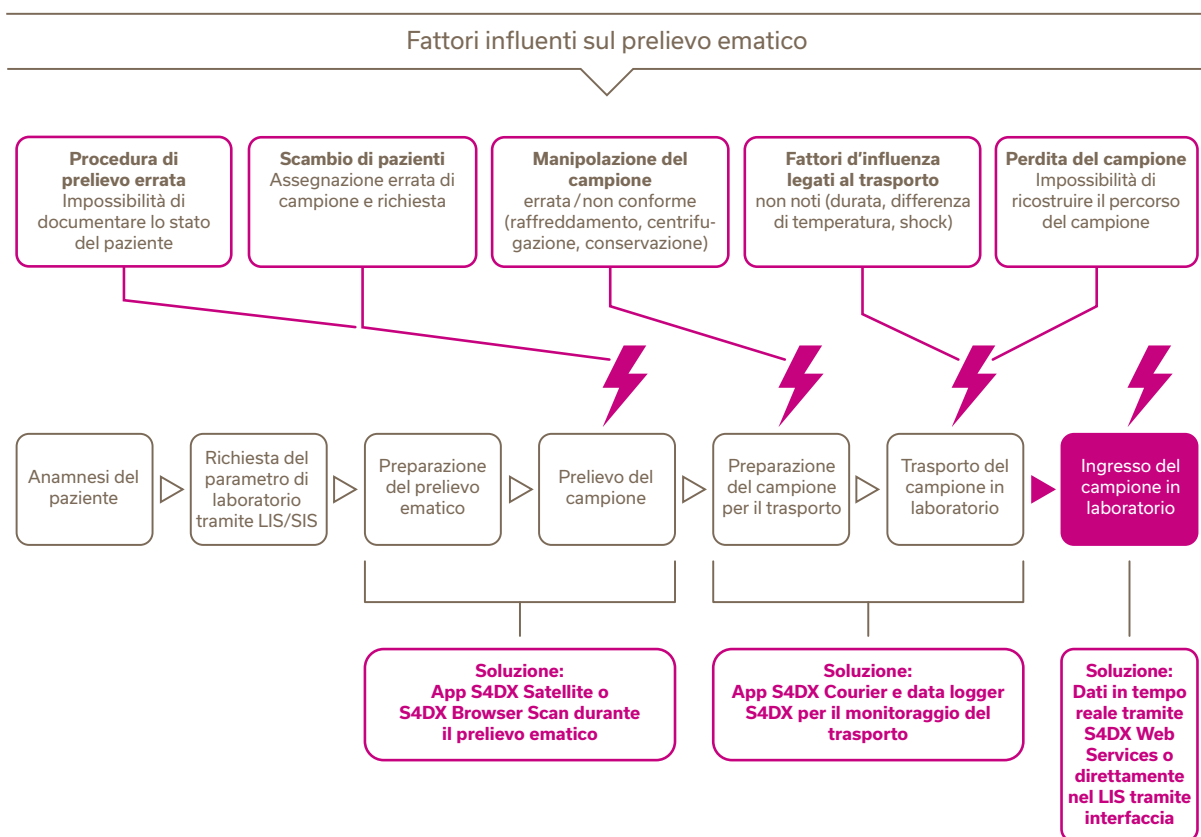 Fattori influenti sul prelievo ematico
Procedura di
prelievo errata
Impossibilità di
documentare lo stato
del paziente
Scambio di pazienti
Assegnazione errata di
campione e richiesta
Manipolazione del
campione
errata/non conforme
(raffreddamento, centrifu-
gazione, conservazione)
Fattori d’influenza
legati al trasporto
non noti (durata, differenza
di temperatura, shock)
Perdita del campione
Impossibilità di
ricostruire il percorso
del campione
Anamnesi del
paziente
Richiesta del
parametro di
laboratorio
tramite LIS/SIS
Preparazione
del prelievo
ematico
Prelievo del
campione
Preparazione
del campione
per il trasporto
Trasporto del
campione in
laboratorio
Ingresso del
campione in
laboratorio
Soluzione:
App S4DX Satellite o
S4DX Browser Scan durante
il prelievo ematico
Soluzione:
App S4DX Courier e data logger
S4DX per il monitoraggio del
trasporto
Soluzione:
Dati in tempo
reale tramite
S4DX Web
Services o
direttamente
nel LIS tramite
interfaccia